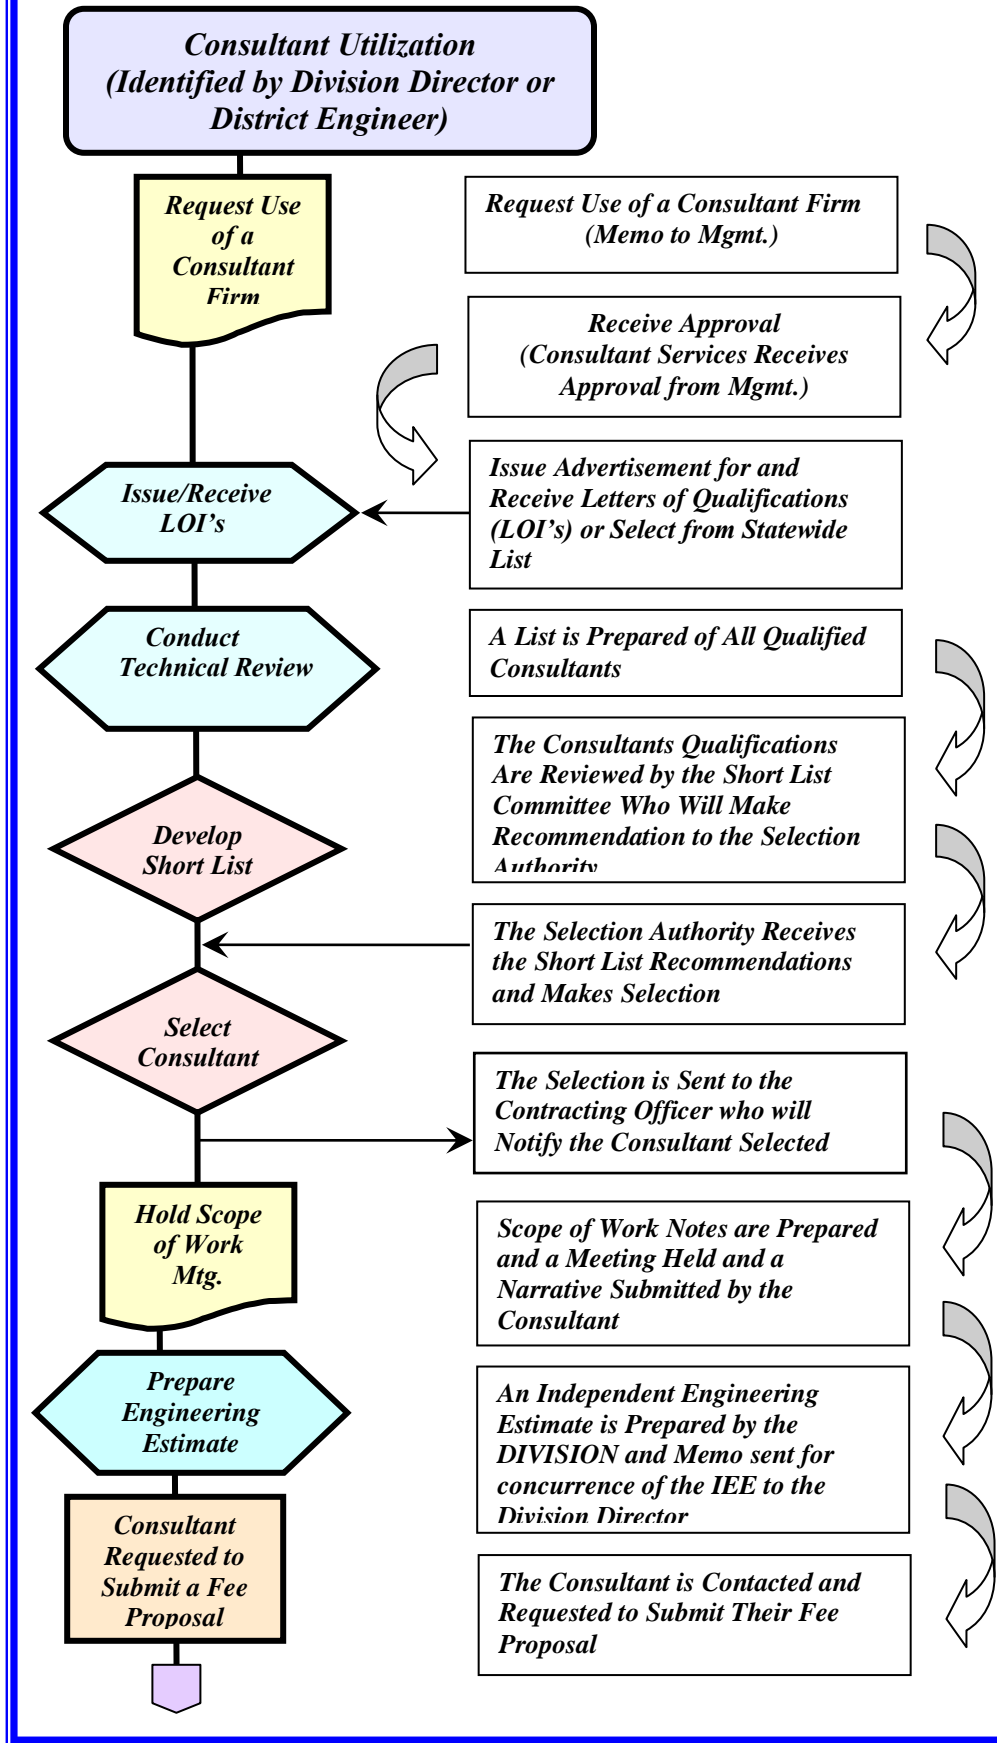 Consultant Utilization
(Identified by Division Director or
District Engineer)
Request Use
of a
Consultant
Firm
Request Use of a Consultant Firm
(Memo to Mgmt.)
Receive Approval
(Consultant Services Receives
Approval from Mgmt.)
Issue/Receive
LOI's
Issue Advertisement for and
Receive Letters of Qualifications
(LOI's) or Select from Statewide
List
Conduct
Technical Review
A List is Prepared of All Qualified
Consultants
Develop
Short List
The Consultants Qualifications
Are Reviewed by the Short List
Committee Who Will Make
Recommendation to the Selection
Authority
The Selection Authority Receives
the Short List Recommendations
and Makes Selection
Select
Consultant
The Selection is Sent to the
Contracting Officer who will
Notify the Consultant Selected
Hold Scope
of Work
Mtg.
Scope of Work Notes are Prepared
and a Meeting Held and a
Narrative Submitted by the
Consultant
Prepare
Engineering
Estimate
An Independent Engineering
Estimate is Prepared by the
DIVISION and Memo sent for
concurrence of the IEE to the
Division Director
Consultant
Requested to
Submit a Fee
Proposal
The Consultant is Contacted and
Requested to Submit Their Fee
Proposal